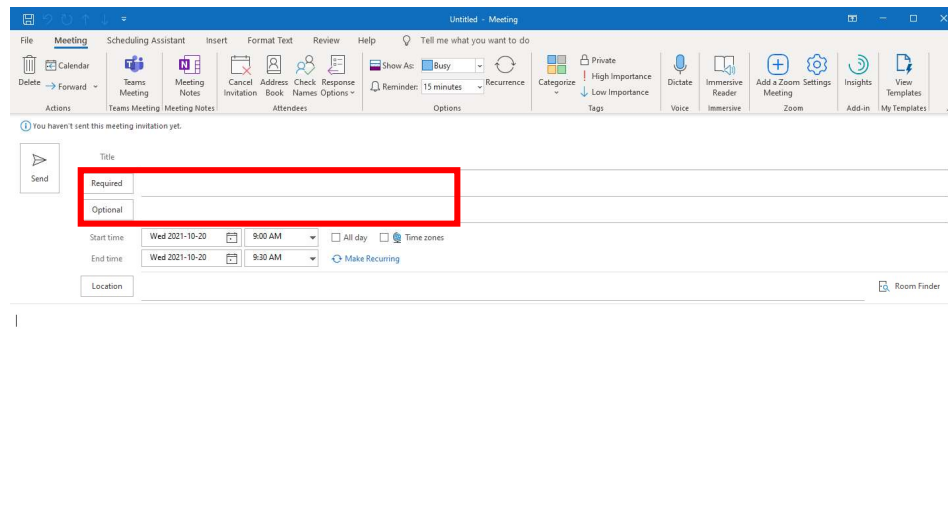 Untitled - Meeting
File Meeting Scheduling Assistant Insert Format Text Review Help Tell me what you want to do
Delete
Calendar
Forward
Actions
Teams Meeting
Teams Meeting
Meeting Notes
Meeting Notes
Cancel Invitation
Address Book
Check Names
Response Options
Attendees
Show As: Busy
Reminder: 15 minutes
Recurrence
Options
Categorize
Private
High Importance
Low Importance
Tags
Dictate
Voice
Immersive Reader
Immersive
Add a Zoom Meeting
Settings
Zoom
Insights
Add-in
View Templates
My Templates
You haven't sent this meeting invitation yet.
Send
Title
Required
Optional
Start time Wed 2021-10-20 9:00 AM All day Time zones
End time Wed 2021-10-20 9:30 AM Make Recurring
Location Room Finder